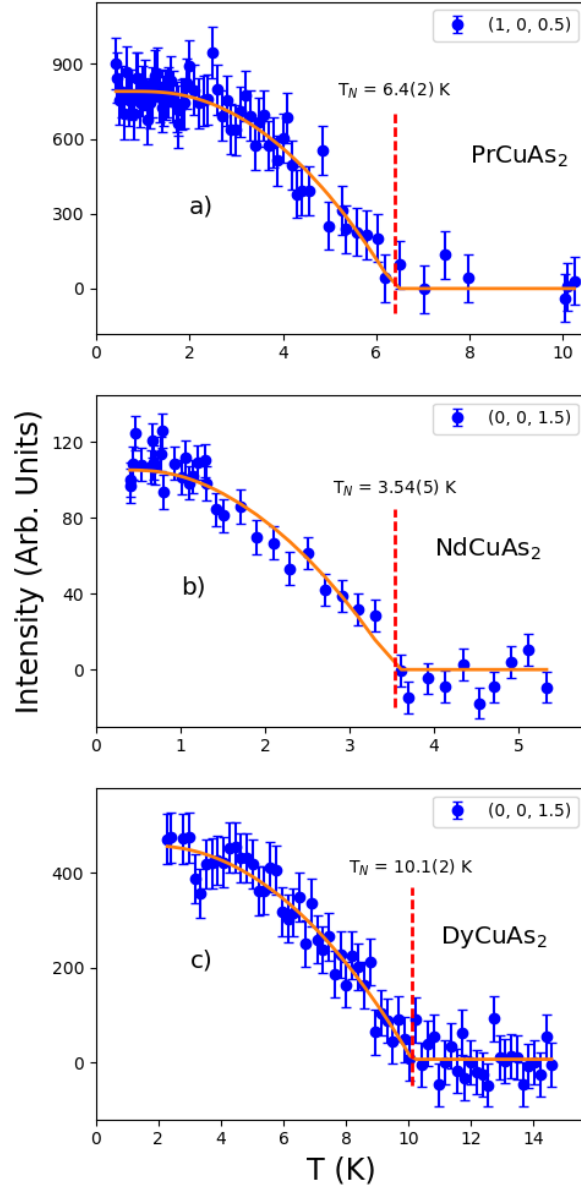 (1, 0, 0.5)
900
T_N = 6.4(2) K
600
PrCuAs₂
a)
300
0
0 2 4 6 8 10
(0, 0, 1.5)
120
T_N = 3.54(5) K
80
NdCuAs₂
b)
40
0
0 1 2 3 4 5
Intensity (Arb. Units)
(0, 0, 1.5)
400
T_N = 10.1(2) K
DyCuAs₂
c)
200
0
0 2 4 6 8 10 12 14
T (K)